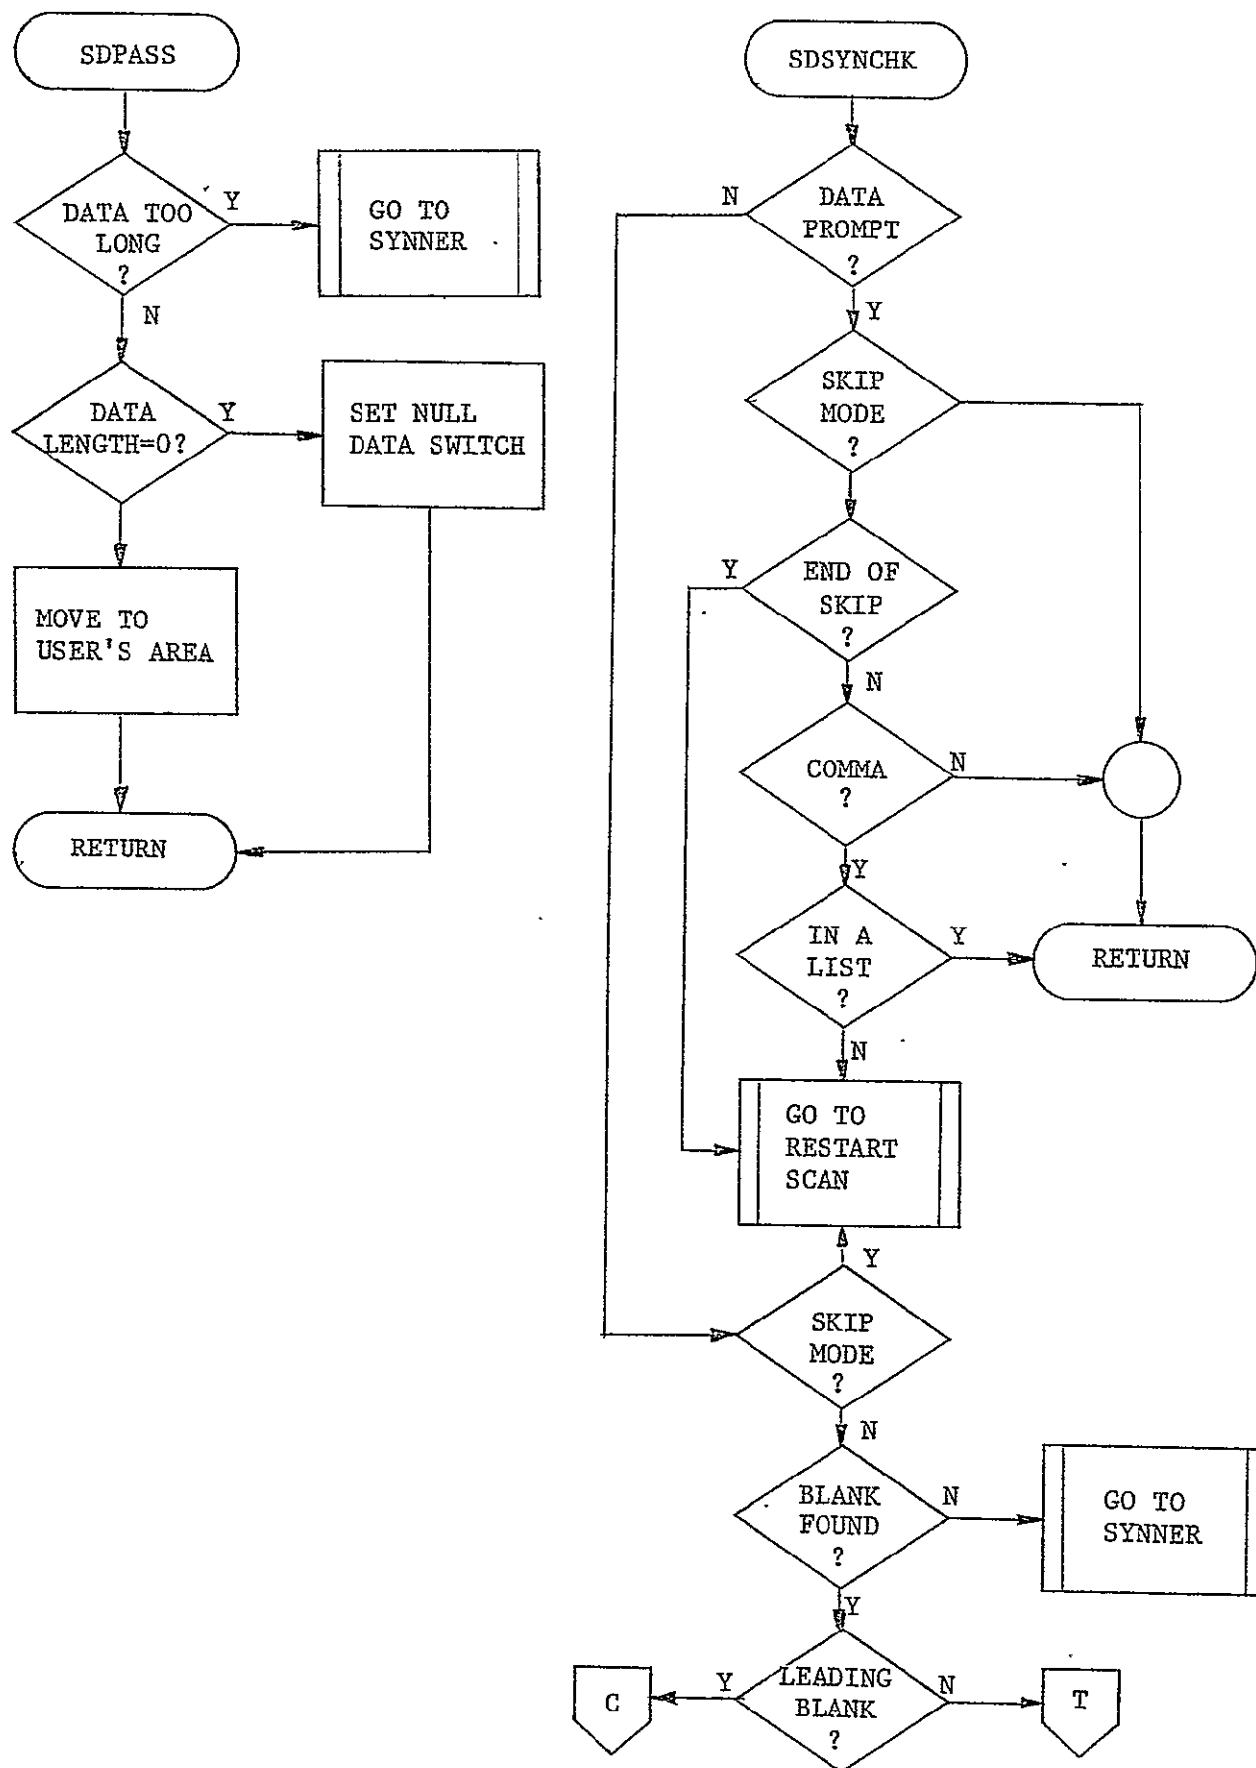 SDPASS
DATA TOO
LONG
?
Y
GO TO
SYNNER
N
DATA
LENGTH=0?
Y
SET NULL
DATA SWITCH
MOVE TO
USER'S AREA
RETURN
SDSYNCHK
N
DATA
PROMPT
?
Y
SKIP
MODE
?
Y
END OF
SKIP
?
N
COMMA
?
N
Y
IN A
LIST
?
Y
RETURN
N
GO TO
RESTART
SCAN
Y
SKIP
MODE
?
N
BLANK
FOUND
?
N
GO TO
SYNNER
Y
C
Y
LEADING
BLANK
?
N
T